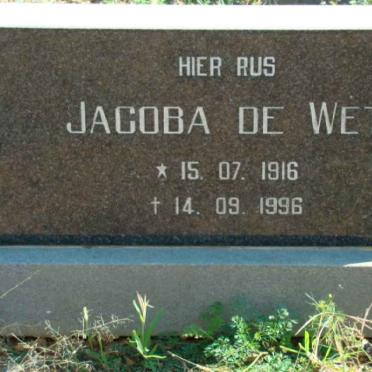 HIER RUS
JACOBA DE WET
★ 15. 07. 1916
† 14. 09. 1996